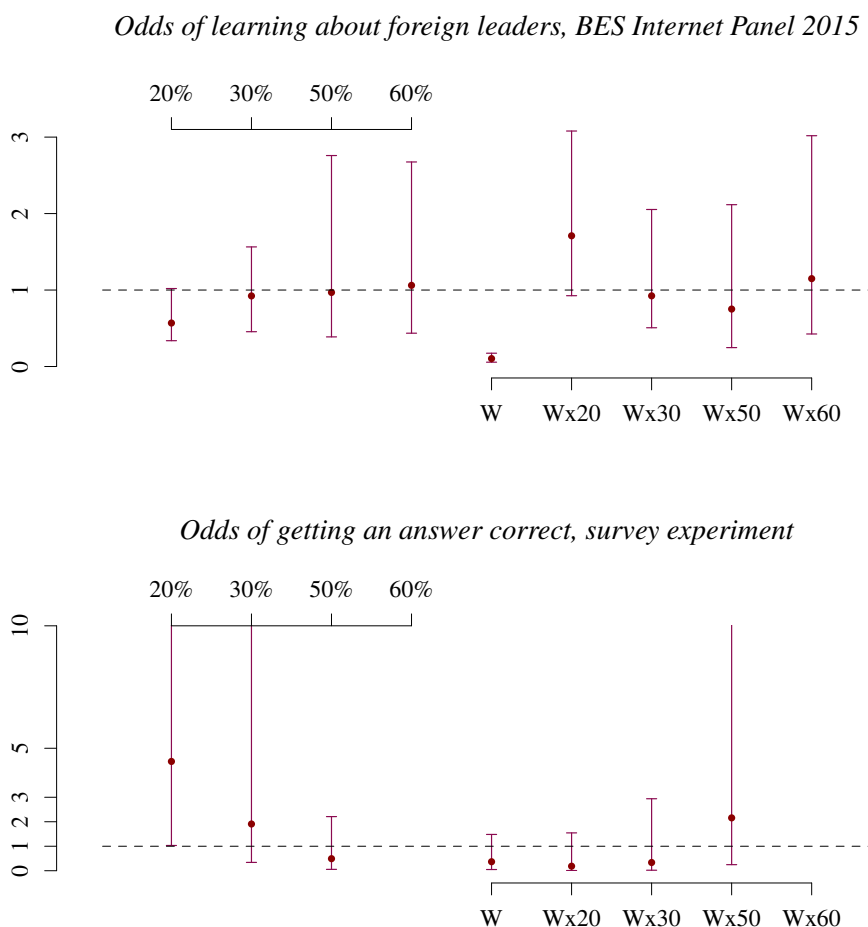 Odds of learning about foreign leaders, BES Internet Panel 2015
20% 30% 50% 60%
3
2
1
0
W Wx20 Wx30 Wx50 Wx60
Odds of getting an answer correct, survey experiment
20% 30% 50% 60%
10
5
3
2
1
0
W Wx20 Wx30 Wx50 Wx60